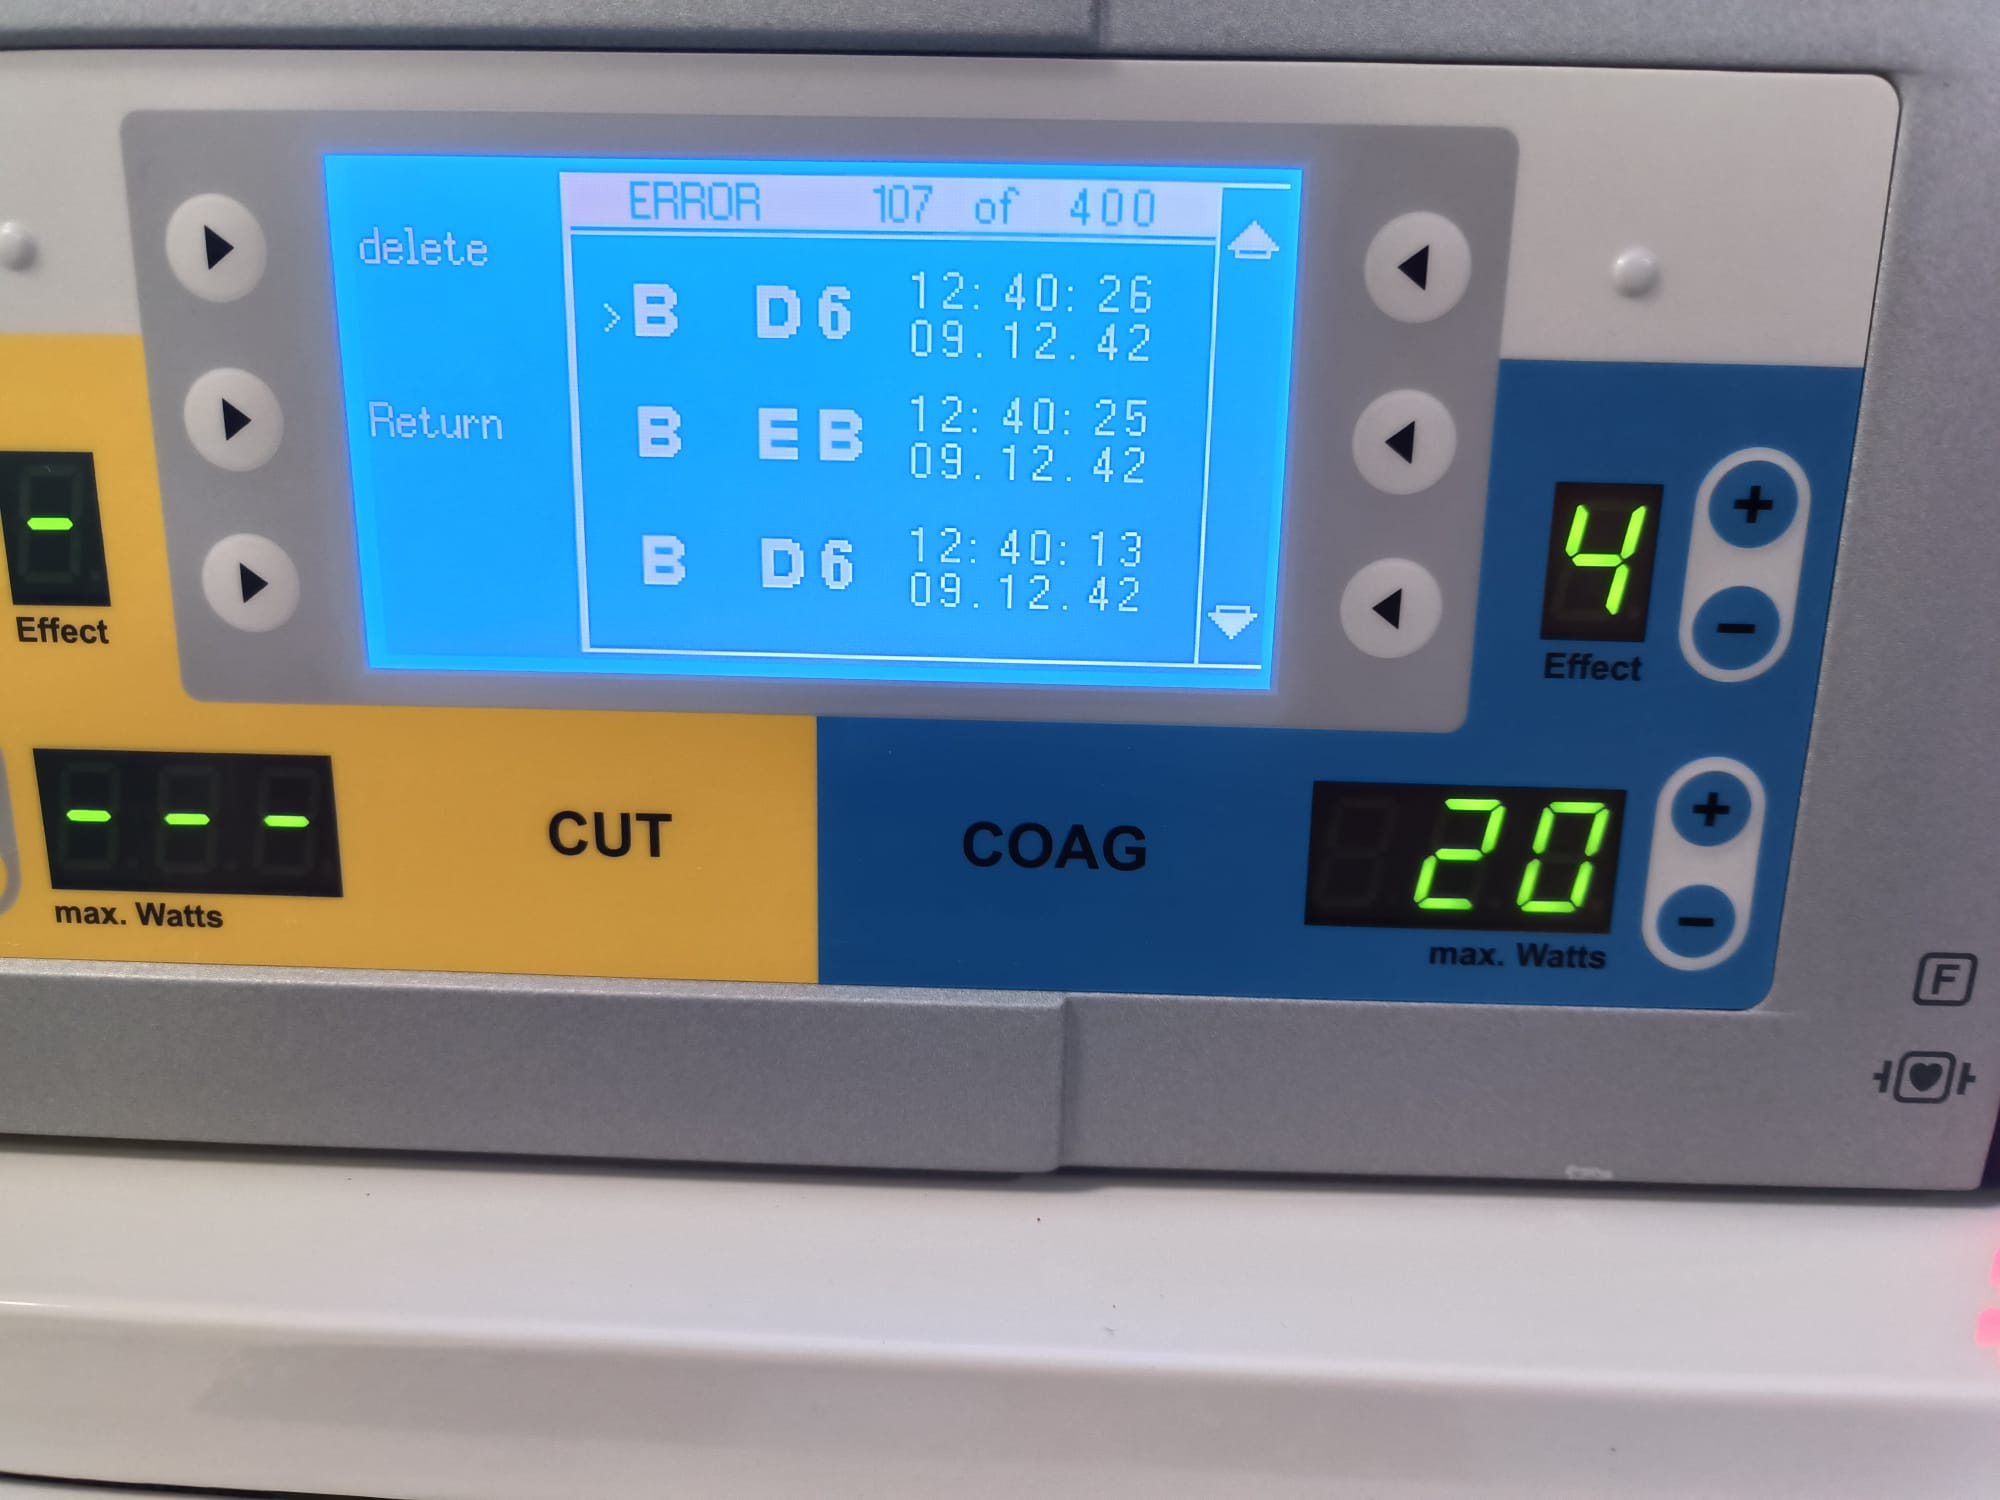 ERROR 107 of 400
delete
>B D6 12:40:26
09.12.42
Return
B EB 12:40:25
09.12.42
B D6 12:40:13
09.12.42
-
Effect
4
+
-
Effect
- - -
max. Watts
CUT
COAG
20
+
-
max. Watts
F